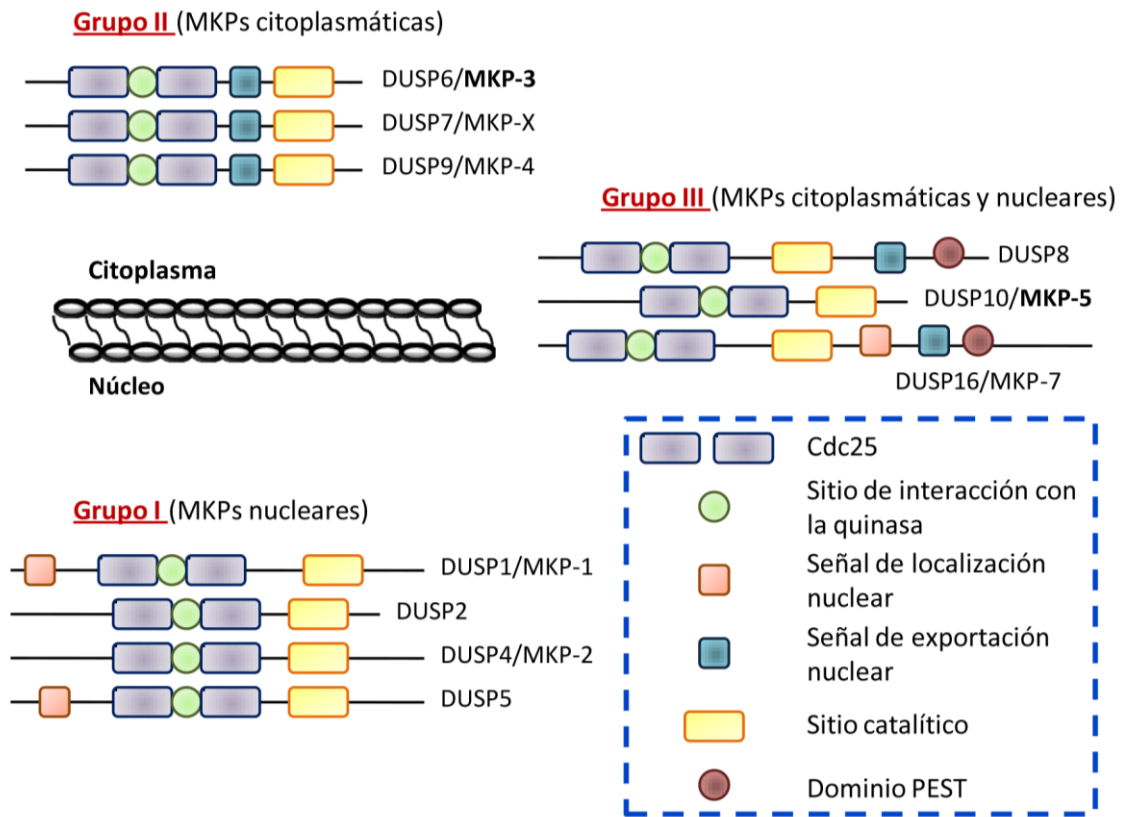 Grupo II (MKPs citoplasmáticas)
DUSP6/MKP-3
DUSP7/MKP-X
DUSP9/MKP-4
Grupo III (MKPs citoplasmáticas y nucleares)
DUSP8
DUSP10/MKP-5
DUSP16/MKP-7
Citoplasma
Núcleo
Grupo I (MKPs nucleares)
DUSP1/MKP-1
DUSP2
DUSP4/MKP-2
DUSP5
Cdc25
Sitio de interacción con
la quinasa
Señal de localización
nuclear
Señal de exportación
nuclear
Sitio catalítico
Dominio PEST